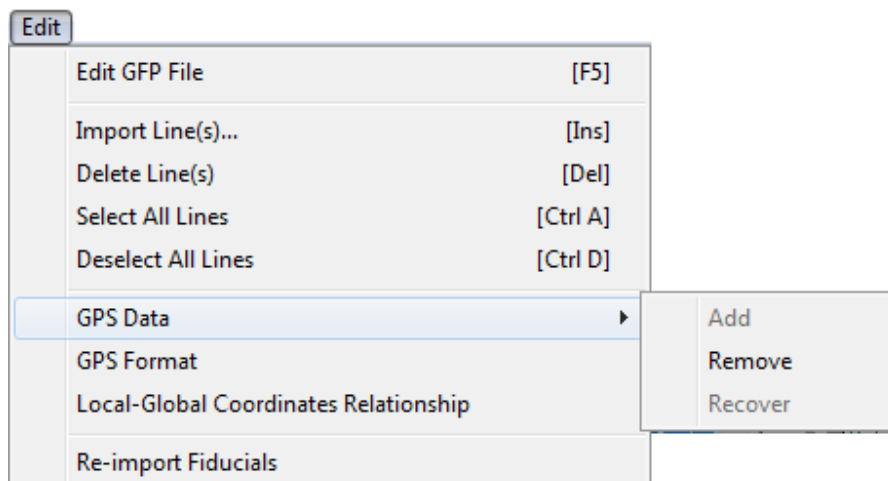 Edit
Edit GFP File [F5]
Import Line(s)... [Ins]
Delete Line(s) [Del]
Select All Lines [Ctrl A]
Deselect All Lines [Ctrl D]
GPS Data Add
GPS Format Remove
Local-Global Coordinates Relationship Recover
Re-import Fiducials